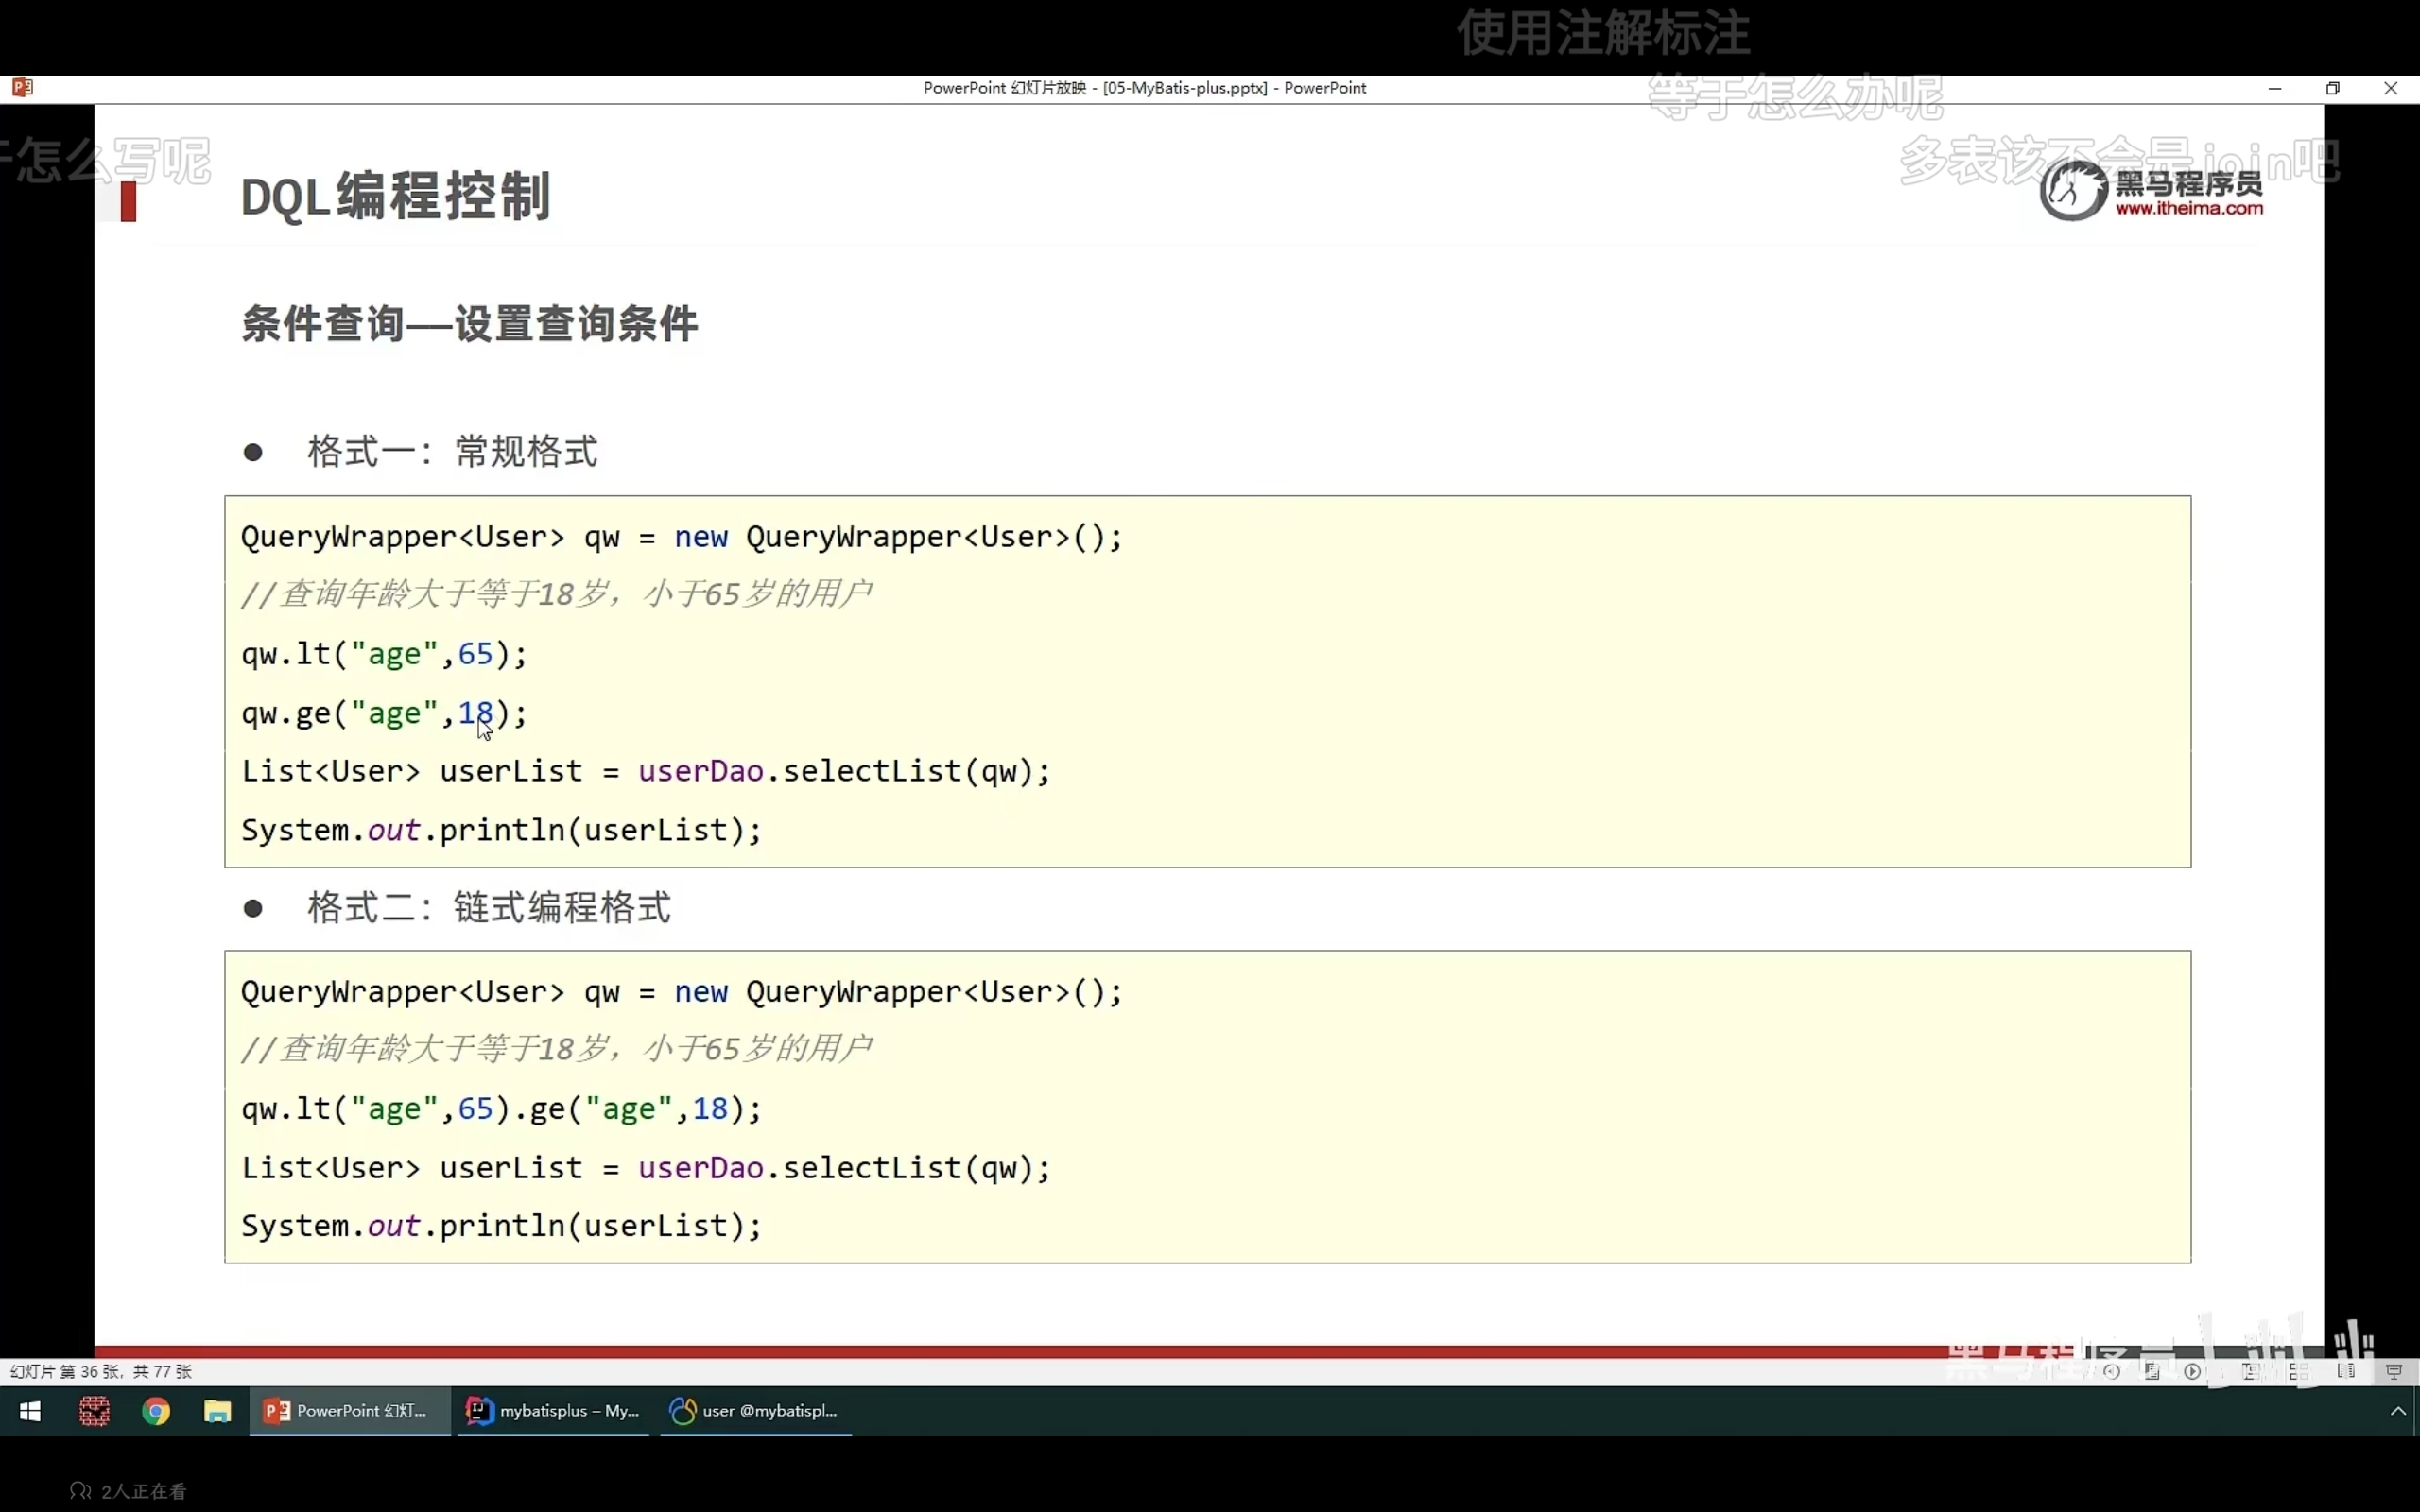 使用注解标注
PowerPoint 幻灯片放映 - [05-MyBatis-plus.pptx] - PowerPoint
等于怎么办呢
怎么写呢
多表该不会是join吧
DQL编程控制
黑马程序员
www.itheima.com
条件查询——设置查询条件
● 格式一：常规格式
QueryWrapper<User> qw = new QueryWrapper<User>();
//查询年龄大于等于18岁，小于65岁的用户
qw.lt("age",65);
qw.ge("age",18);
List<User> userList = userDao.selectList(qw);
System.out.println(userList);
● 格式二：链式编程格式
QueryWrapper<User> qw = new QueryWrapper<User>();
//查询年龄大于等于18岁，小于65岁的用户
qw.lt("age",65).ge("age",18);
List<User> userList = userDao.selectList(qw);
System.out.println(userList);
黑马程序员
幻灯片 第 36 张，共 77 张
PowerPoint 幻灯...
mybatisplus – My...
user @mybatispl...
2人正在看